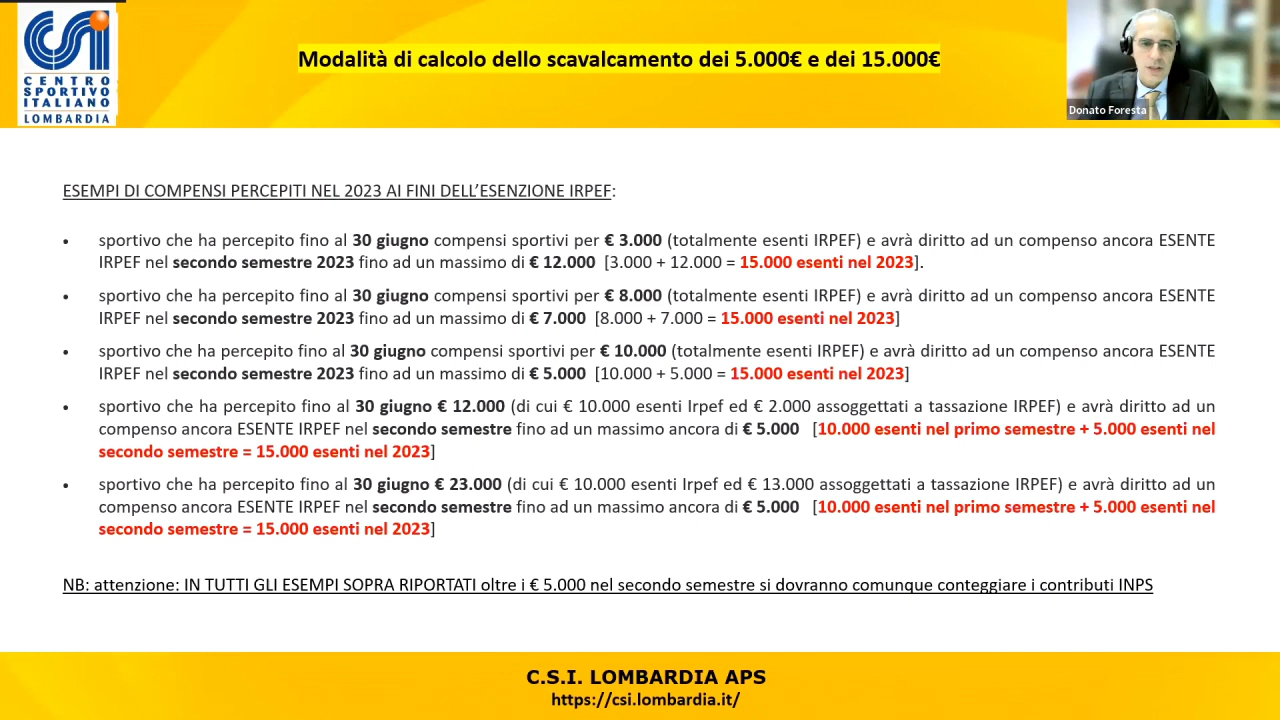 CENTRO
SPORTIVO
ITALIANO
LOMBARDIA
Modalità di calcolo dello scavalcamento dei 5.000€ e dei 15.000€
Donato Foresta
ESEMPI DI COMPENSI PERCEPITI NEL 2023 AI FINI DELL'ESENZIONE IRPEF:
• sportivo che ha percepito fino al 30 giugno compensi sportivi per € 3.000 (totalmente esenti IRPEF) e avrà diritto ad un compenso ancora ESENTE
IRPEF nel secondo semestre 2023 fino ad un massimo di € 12.000 [3.000 + 12.000 = 15.000 esenti nel 2023].
• sportivo che ha percepito fino al 30 giugno compensi sportivi per € 8.000 (totalmente esenti IRPEF) e avrà diritto ad un compenso ancora ESENTE
IRPEF nel secondo semestre 2023 fino ad un massimo di € 7.000 [8.000 + 7.000 = 15.000 esenti nel 2023]
• sportivo che ha percepito fino al 30 giugno compensi sportivi per € 10.000 (totalmente esenti IRPEF) e avrà diritto ad un compenso ancora ESENTE
IRPEF nel secondo semestre 2023 fino ad un massimo di € 5.000 [10.000 + 5.000 = 15.000 esenti nel 2023]
• sportivo che ha percepito fino al 30 giugno € 12.000 (di cui € 10.000 esenti Irpef ed € 2.000 assoggettati a tassazione IRPEF) e avrà diritto ad un
compenso ancora ESENTE IRPEF nel secondo semestre fino ad un massimo ancora di € 5.000 [10.000 esenti nel primo semestre + 5.000 esenti nel
secondo semestre = 15.000 esenti nel 2023]
• sportivo che ha percepito fino al 30 giugno € 23.000 (di cui € 10.000 esenti Irpef ed € 13.000 assoggettati a tassazione IRPEF) e avrà diritto ad un
compenso ancora ESENTE IRPEF nel secondo semestre fino ad un massimo ancora di € 5.000 [10.000 esenti nel primo semestre + 5.000 esenti nel
secondo semestre = 15.000 esenti nel 2023]
NB: attenzione: IN TUTTI GLI ESEMPI SOPRA RIPORTATI oltre i € 5.000 nel secondo semestre si dovranno comunque conteggiare i contributi INPS
C.S.I. LOMBARDIA APS
https://csi.lombardia.it/